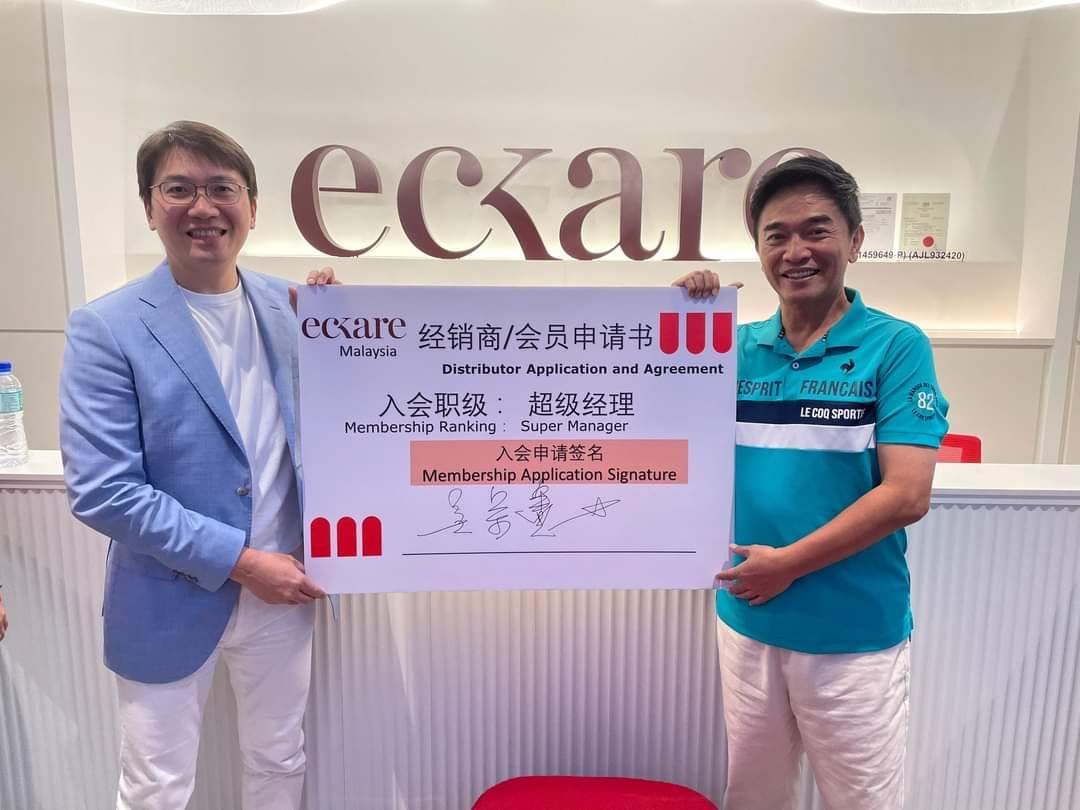 eckare
1459649-P) (AJL932420)
eckare
Malaysia
经销商/会员申请书
Distributor Application and Agreement
入会职级： 超级经理
Membership Ranking： Super Manager
入会申请签名
Membership Application Signature
ESPRIT FRANCAIS
LE COQ SPORTIF
82